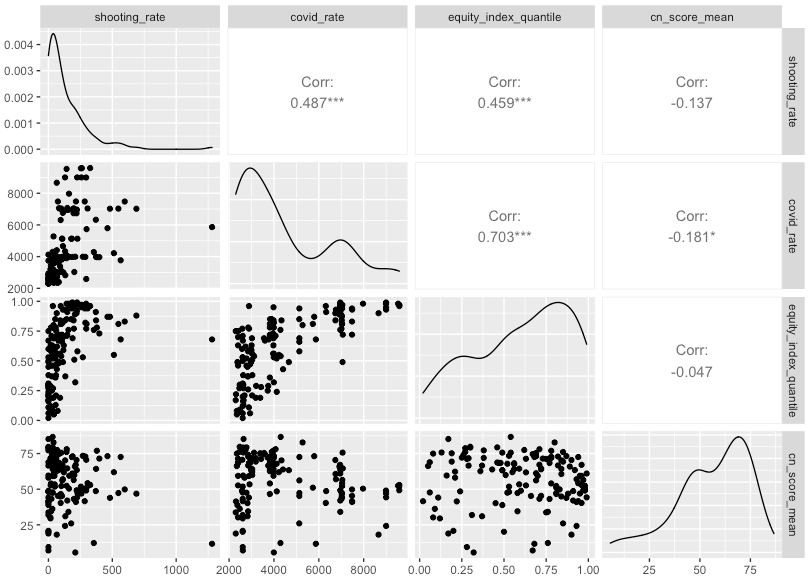 shooting_rate covid_rate equity_index_quantile cn_score_mean
0.004
0.003
0.002
0.001
0.000
Corr:
0.487***
Corr:
0.459***
Corr:
-0.137
shooting_rate
8000
6000
4000
2000
Corr:
0.703***
Corr:
-0.181*
covid_rate
1.00
0.75
0.50
0.25
0.00
Corr:
-0.047
equity_index_quantile
75
50
25
cn_score_mean
0 500 1000 2000 4000 6000 8000 0.00 0.25 0.50 0.75 1.00 25 50 75